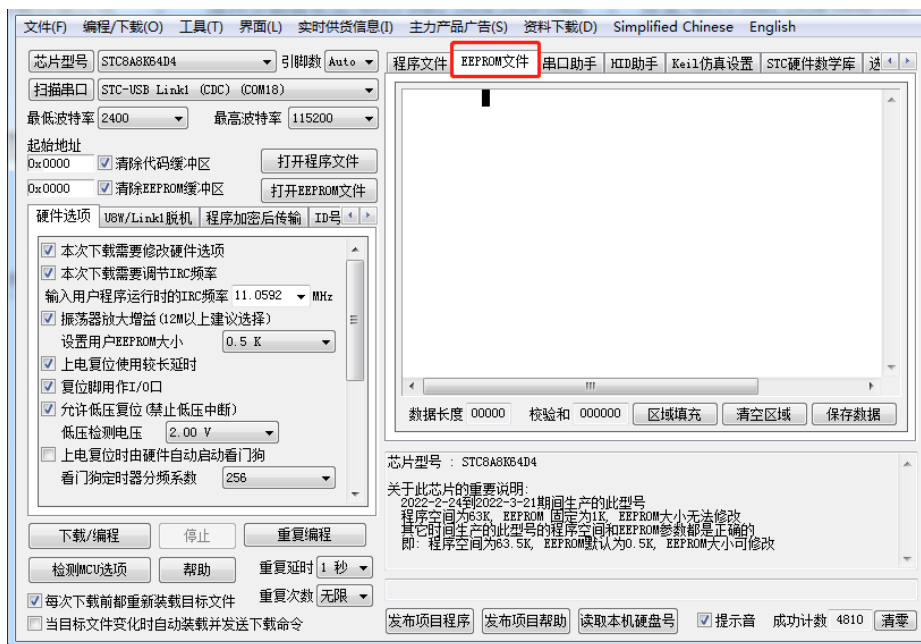 文件(F) 编程/下载(O) 工具(T) 界面(L) 实时供货信息(I) 主力产品广告(S) 资料下载(D) Simplified Chinese English
芯片型号 STC8A8K64D4 引脚数 Auto
扫描串口 STC-USB Link1 (CDC) (COM18)
最低波特率 2400 最高波特率 115200
起始地址
0x0000 清除代码缓冲区 打开程序文件
0x0000 清除EEPROM缓冲区 打开EEPROM文件
硬件选项 U8W/Link1脱机 程序加密后传输 ID号
本次下载需要修改硬件选项
本次下载需要调节IRC频率
输入用户程序运行时的IRC频率 11.0592 MHz
振荡器放大增益(12M以上建议选择)
设置用户EEPROM大小 0.5 K
上电复位使用较长延时
复位脚用作I/O口
允许低压复位(禁止低压中断)
低压检测电压 2.00 V
上电复位时由硬件自动启动看门狗
看门狗定时器分频系数 256
下载/编程 停止 重复编程
检测MCU选项 帮助 重复延时 1 秒
每次下载前都重新装载目标文件 重复次数 无限
当目标文件变化时自动装载并发送下载命令
程序文件 EEPROM文件 串口助手 HID助手 Keil仿真设置 STC硬件数学库 选
数据长度 00000 校验和 000000 区域填充 清空区域 保存数据
芯片型号 : STC8A8K64D4
关于此芯片的重要说明:
2022-2-24到2022-3-21期间生产的此型号
程序空间为63K, EEPROM 固定为1K, EEPROM大小无法修改
其它时间生产的此型号的程序空间和EEPROM参数都是正确的
即: 程序空间为63.5K, EEPROM默认为0.5K, EEPROM大小可修改
发布项目程序 发布项目帮助 读取本机硬盘号 提示音 成功计数 4810 清零